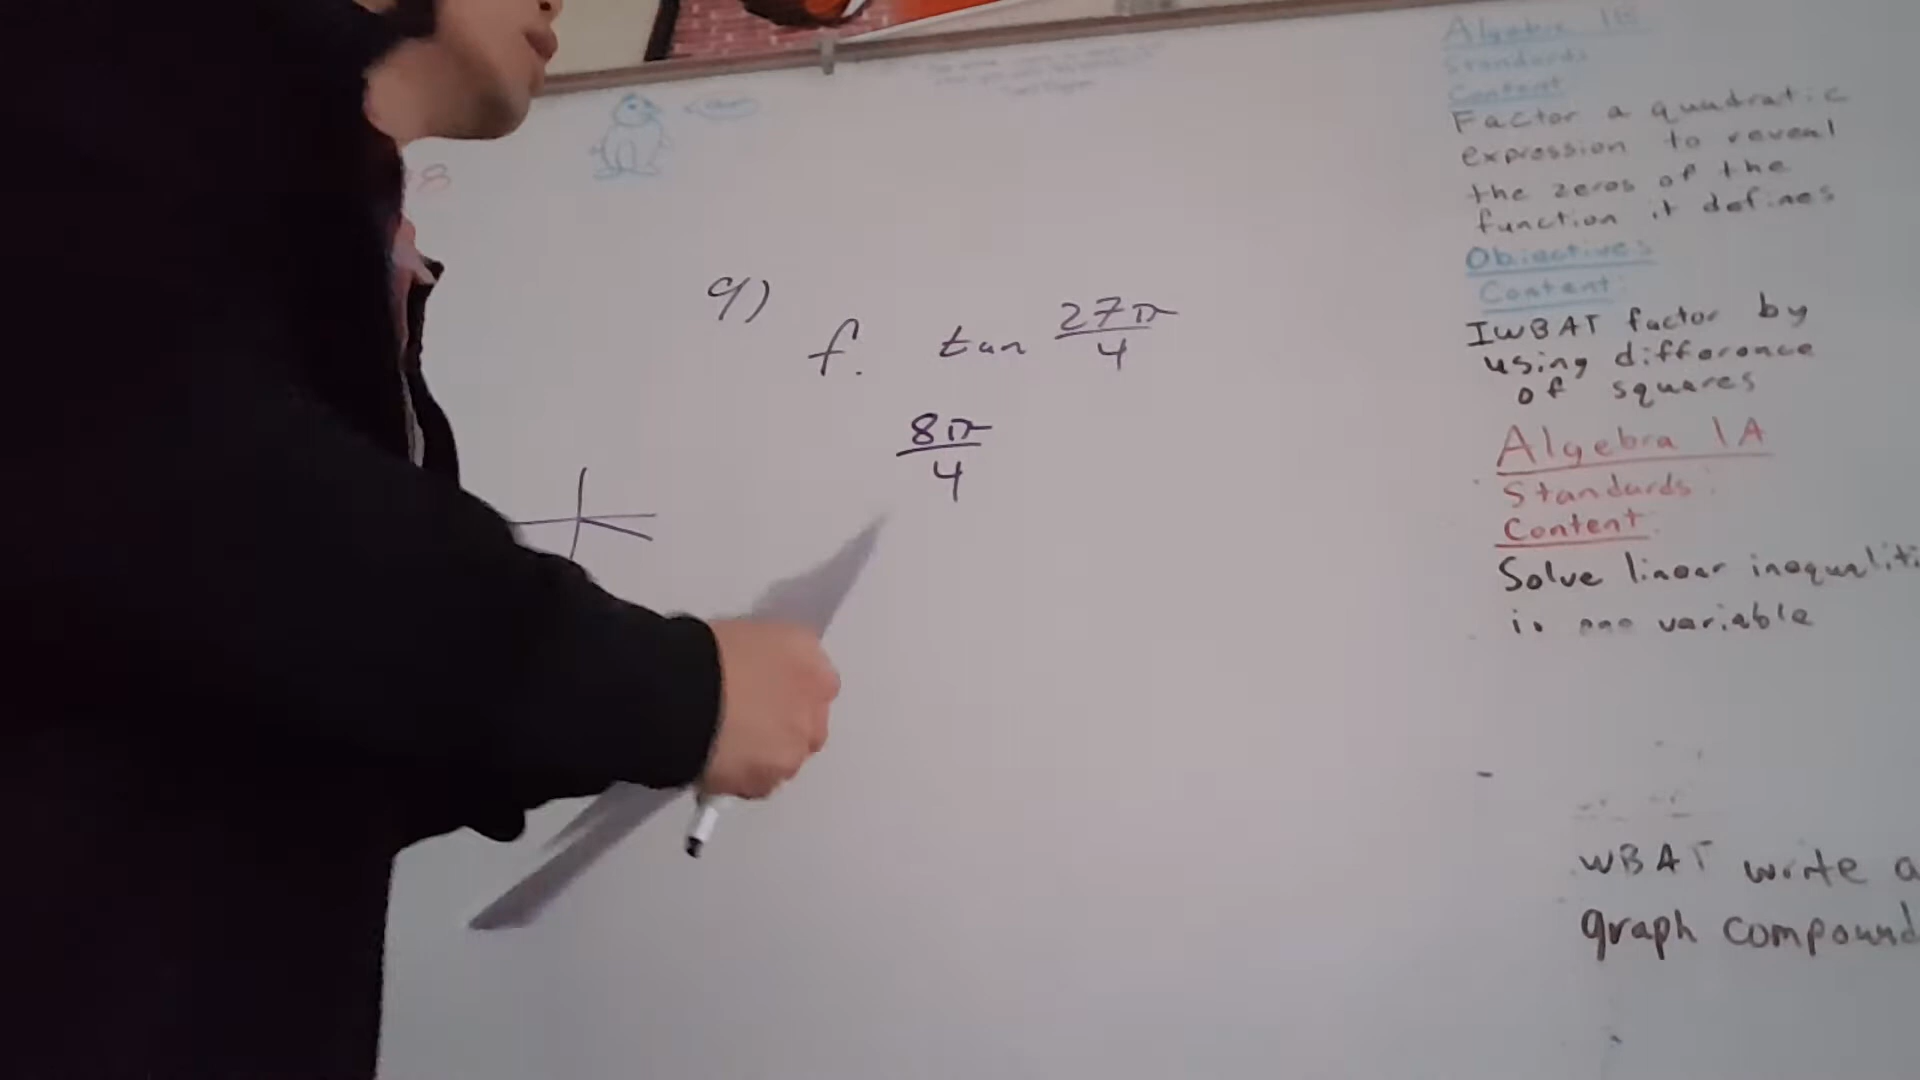 8
9)
f. tan 27π/4
8π/4
Algebra 1B
Standards
Content
Factor a quadratic
expression to reveal
the zeros of the
function it defines
Objectives
Content:
IWBAT factor by
using difference
of squares
Algebra 1A
Standards:
Content:
Solve linear inequaliti
in one variable
WBAT write a
graph compound